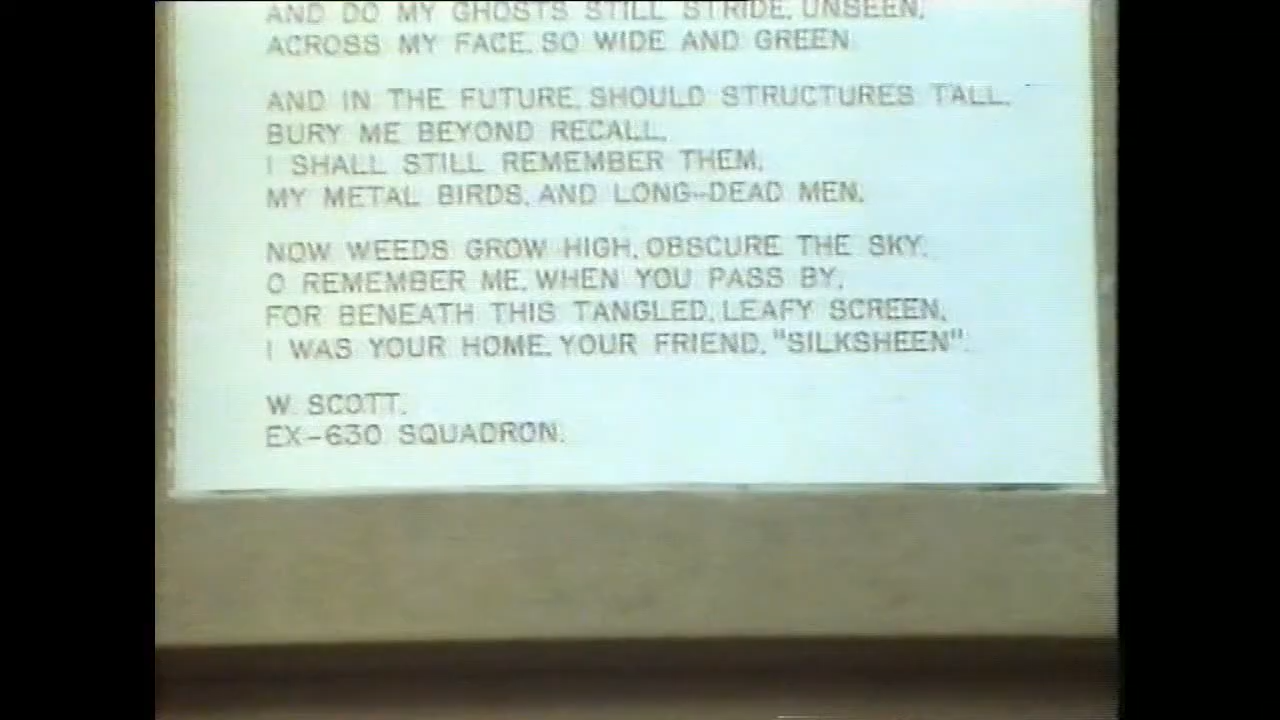 AND DO MY GHOSTS STILL STRIDE, UNSEEN,
ACROSS MY FACE, SO WIDE AND GREEN.
AND IN THE FUTURE, SHOULD STRUCTURES TALL,
BURY ME BEYOND RECALL,
I SHALL STILL REMEMBER THEM,
MY METAL BIRDS, AND LONG-DEAD MEN.
NOW WEEDS GROW HIGH, OBSCURE THE SKY,
O REMEMBER ME, WHEN YOU PASS BY,
FOR BENEATH THIS TANGLED, LEAFY SCREEN,
I WAS YOUR HOME, YOUR FRIEND, "SILKSHEEN".
W. SCOTT.
EX-630 SQUADRON.